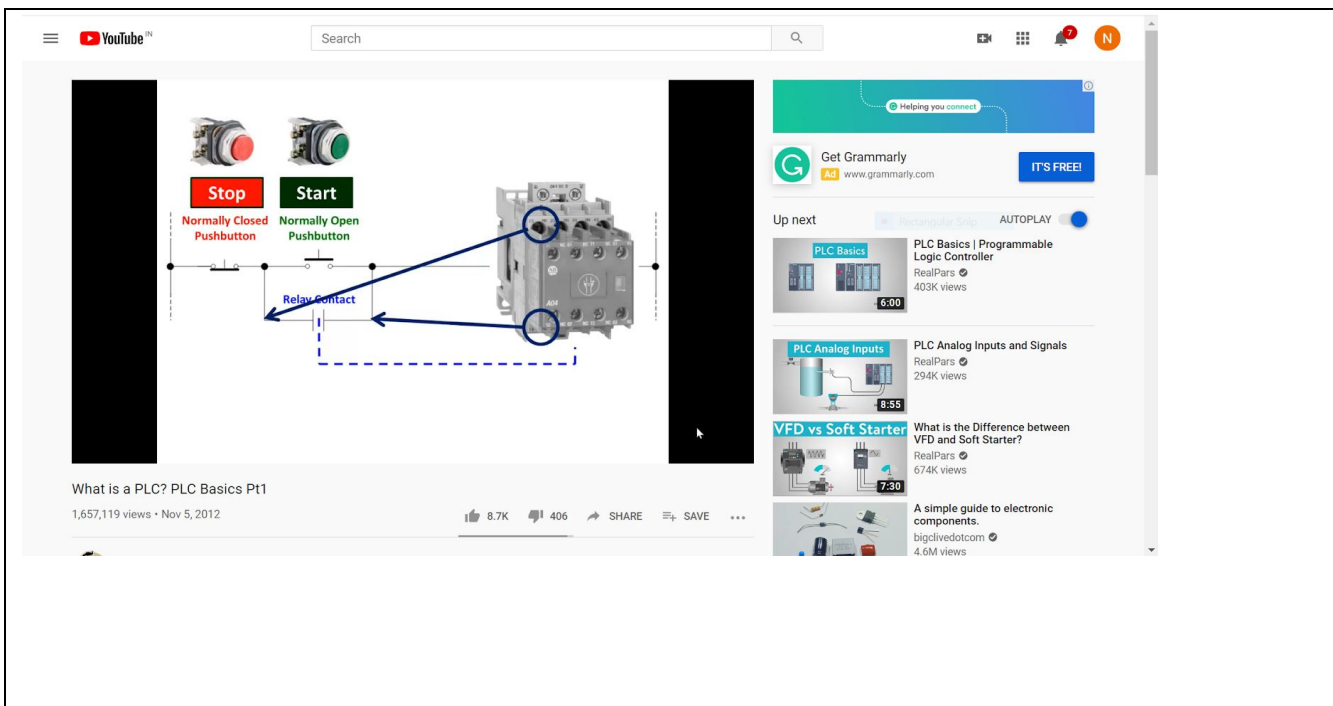 YouTube IN
Search
7
N
Stop
Start
Normally Closed
Pushbutton
Normally Open
Pushbutton
Relay Contact
A04
What is a PLC? PLC Basics Pt1
1,657,119 views • Nov 5, 2012
8.7K
406
SHARE
SAVE
Helping you connect
Get Grammarly
Ad www.grammarly.com
IT'S FREE!
Up next
Rectangular Snip
AUTOPLAY
PLC Basics
6:00
PLC Basics | Programmable
Logic Controller
RealPars
403K views
PLC Analog Inputs
8:55
PLC Analog Inputs and Signals
RealPars
294K views
VFD vs Soft Starter
7:30
What is the Difference between
VFD and Soft Starter?
RealPars
674K views
A simple guide to electronic
components.
bigclivedotcom
4.6M views